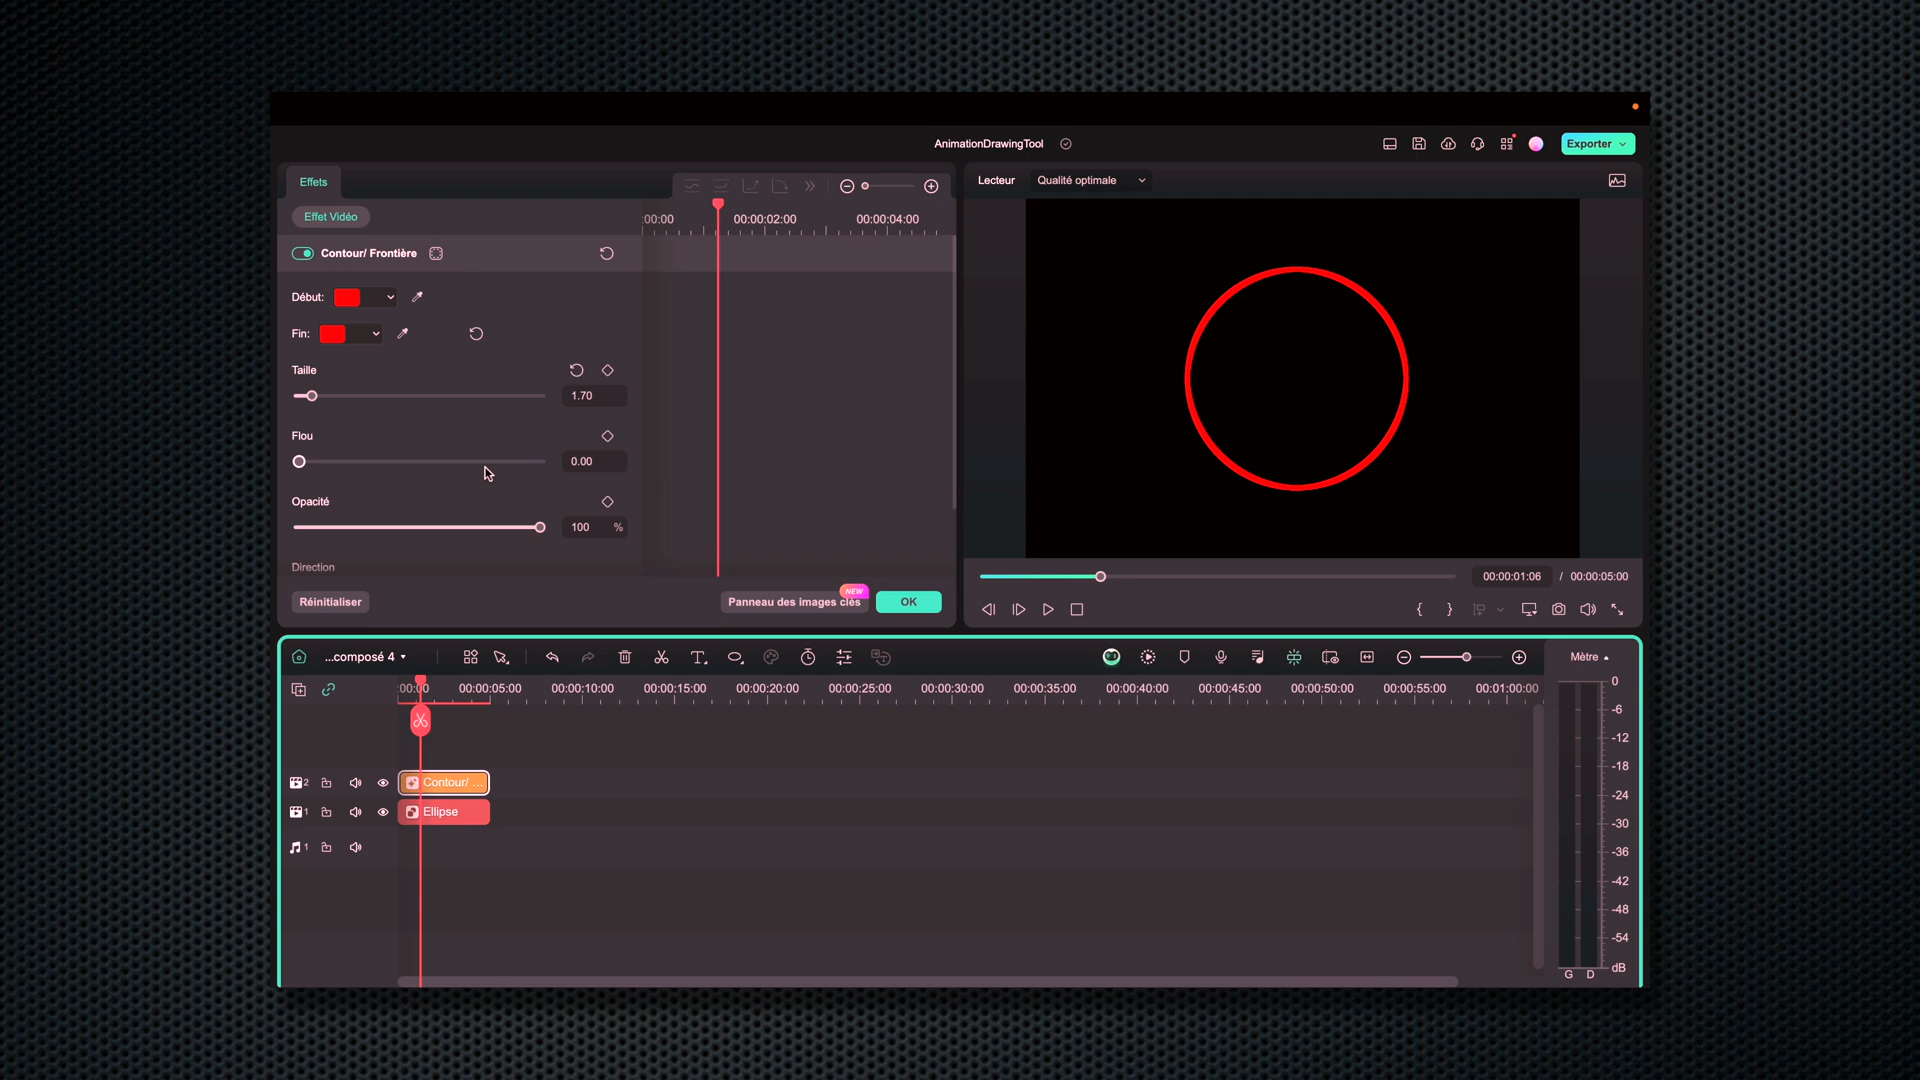 AnimationDrawingTool
Exporter
Effets
Lecteur
Qualité optimale
Effet Vidéo
:00:00
00:00:02:00
00:00:04:00
Contour/ Frontière
Début:
Fin:
Taille
1.70
Flou
0.00
Opacité
100 %
Direction
Réinitialiser
Panneau des images clés
NEW
OK
00:00:01:06 / 00:00:05:00
...composé 4
Mètre
:00:00
00:00:05:00
00:00:10:00
00:00:15:00
00:00:20:00
00:00:25:00
00:00:30:00
00:00:35:00
00:00:40:00
00:00:45:00
00:00:50:00
00:00:55:00
00:01:00:00
2
Contour/ ...
1
Ellipse
1
0
-6
-12
-18
-24
-30
-36
-42
-48
-54
dB
G D